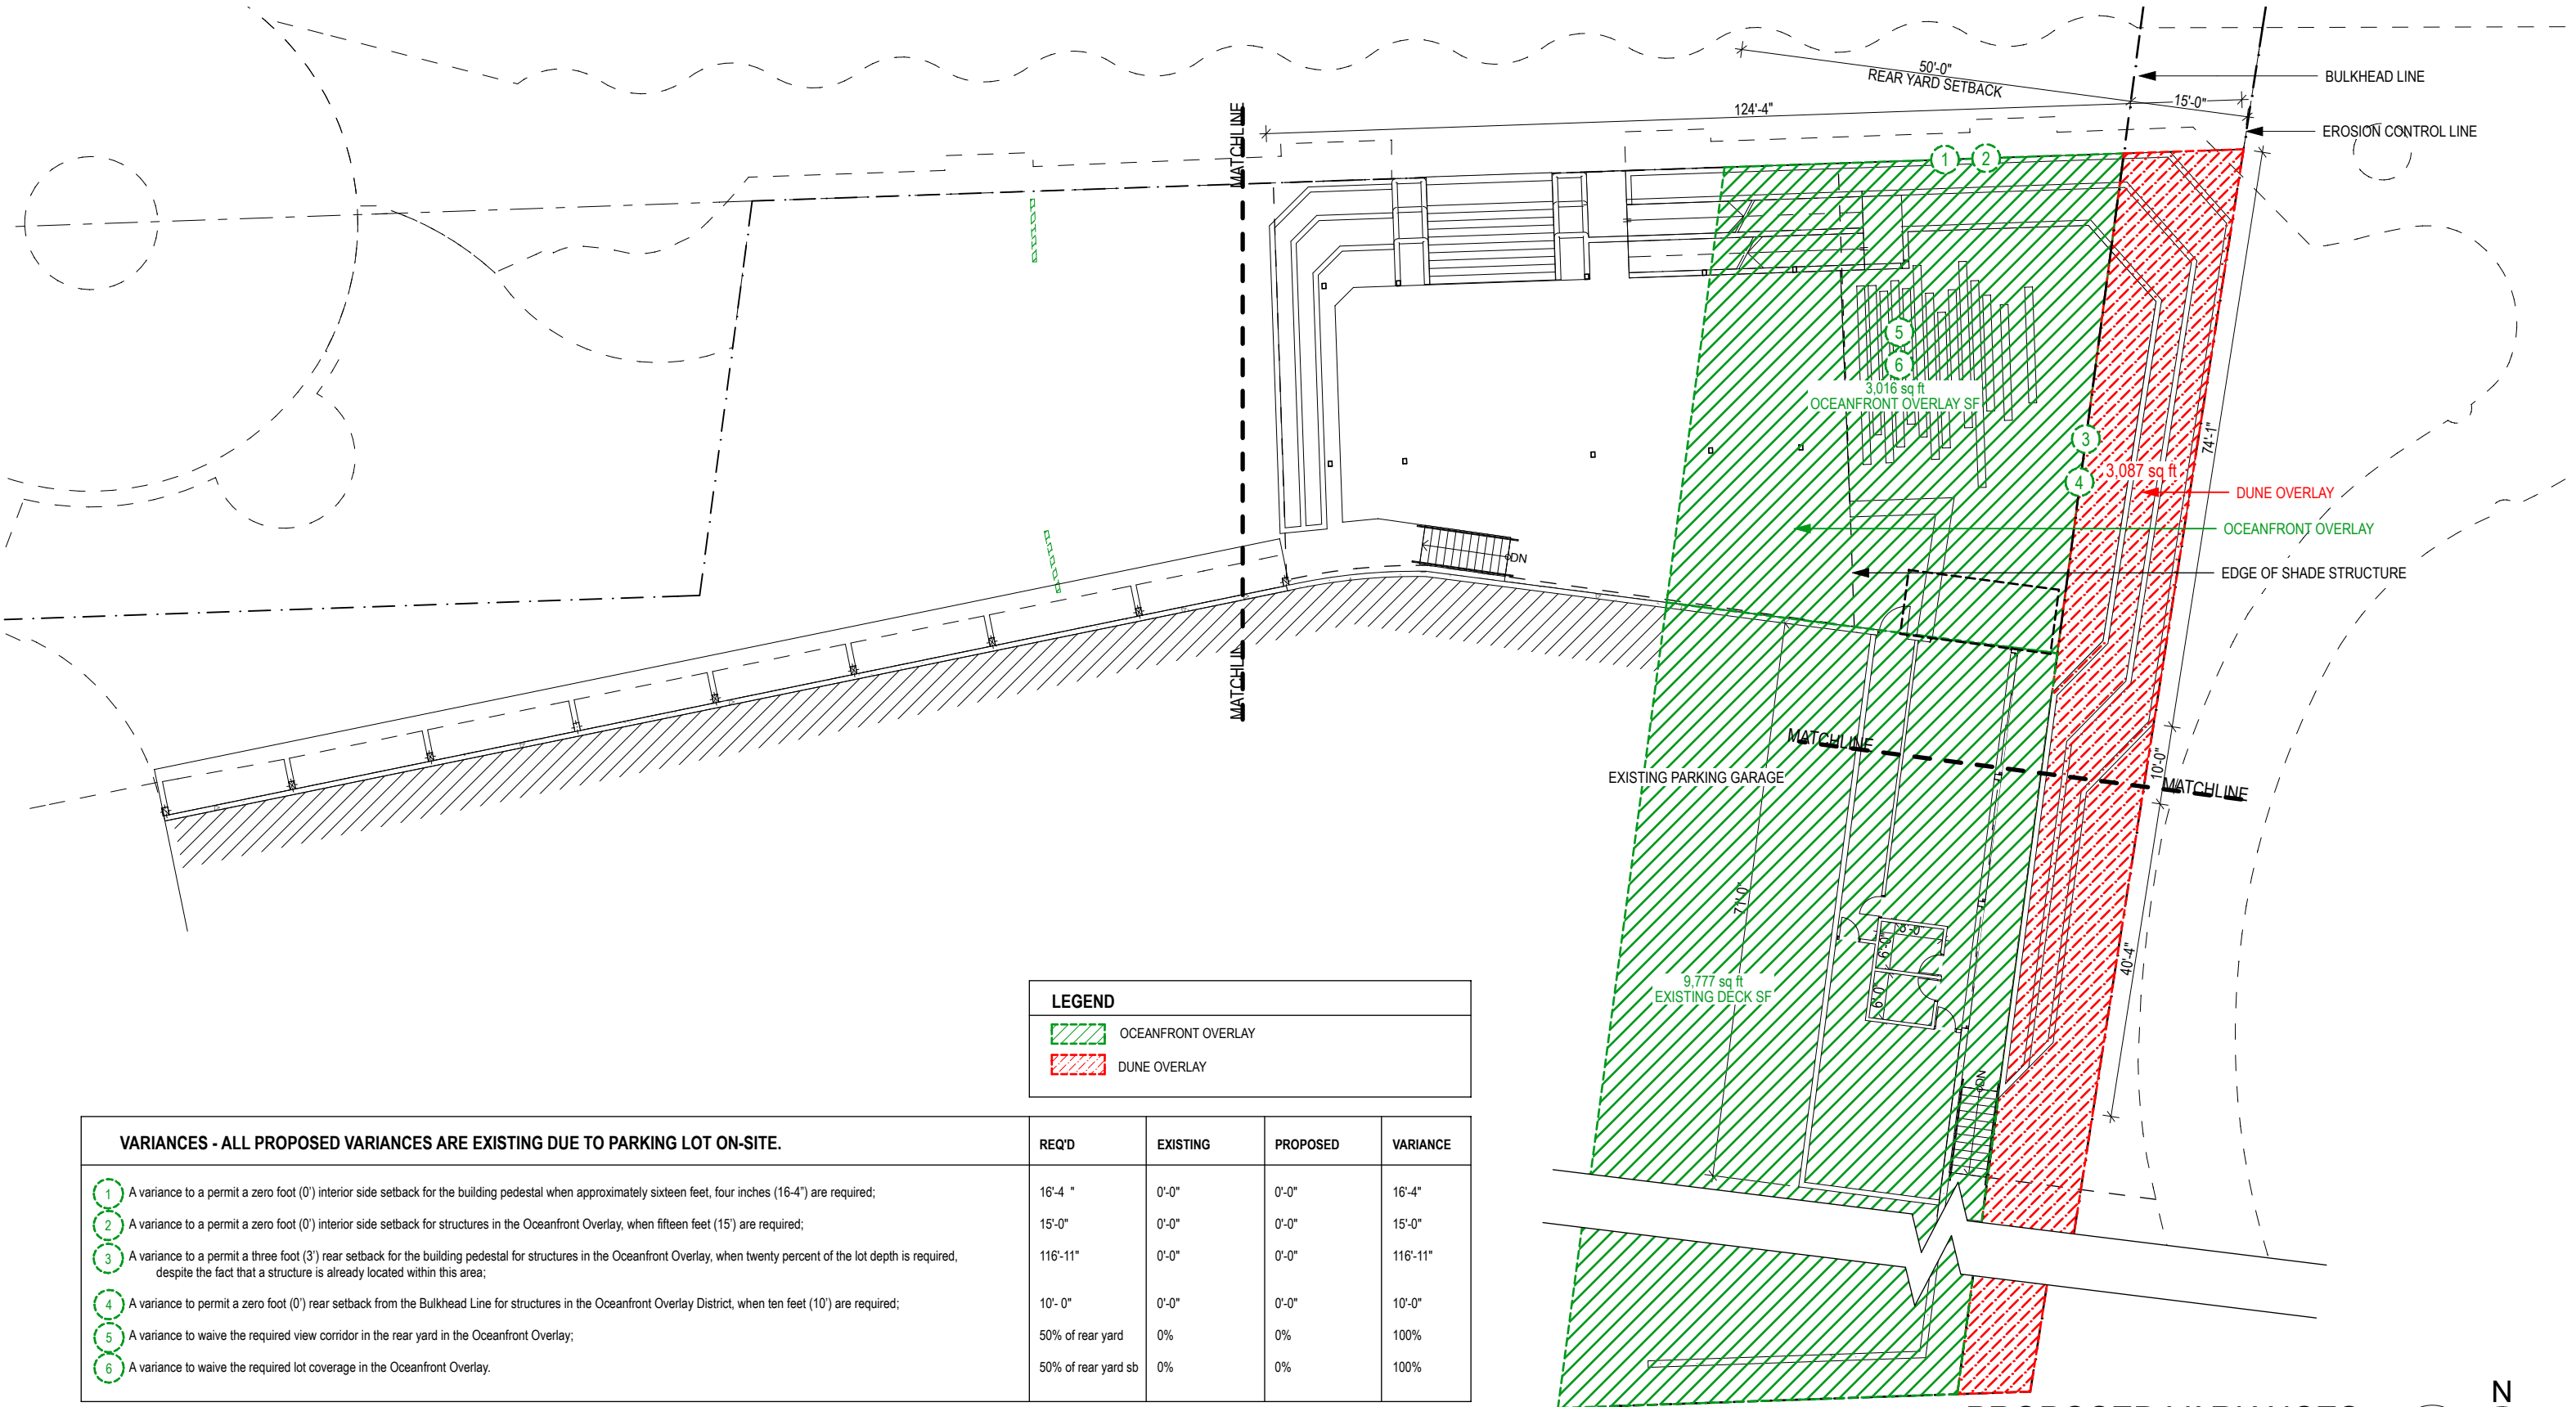 50'-0"
REAR YARD SETBACK
BULKHEAD LINE
15'-0"
124'-4"
EROSION CONTROL LINE
MATCHLINE
1
2
5
6
3,016 sq ft
OCEANFRONT OVERLAY SF
3
4
74'-1"
3,087 sq ft
DUNE OVERLAY
OCEANFRONT OVERLAY
DN
EDGE OF SHADE STRUCTURE
MATCHLINE
MATCHLINE
EXISTING PARKING GARAGE
10'-0"
MATCHLINE
71'-0"
6'-0"
6'-0"
40'-4"
9,777 sq ft
EXISTING DECK SF
DN
LEGEND
OCEANFRONT OVERLAY
DUNE OVERLAY
VARIANCES - ALL PROPOSED VARIANCES ARE EXISTING DUE TO PARKING LOT ON-SITE. REQ'D EXISTING PROPOSED VARIANCE
1 A variance to a permit a zero foot (0') interior side setback for the building pedestal when approximately sixteen feet, four inches (16-4") are required; 16'-4 " 0'-0" 0'-0" 16'-4"
2 A variance to a permit a zero foot (0') interior side setback for structures in the Oceanfront Overlay, when fifteen feet (15') are required; 15'-0" 0'-0" 0'-0" 15'-0"
3 A variance to a permit a three foot (3') rear setback for the building pedestal for structures in the Oceanfront Overlay, when twenty percent of the lot depth is required, 116'-11" 0'-0" 0'-0" 116'-11"
despite the fact that a structure is already located within this area;
4 A variance to permit a zero foot (0') rear setback from the Bulkhead Line for structures in the Oceanfront Overlay District, when ten feet (10') are required; 10'- 0" 0'-0" 0'-0" 10'-0"
5 A variance to waive the required view corridor in the rear yard in the Oceanfront Overlay; 50% of rear yard 0% 0% 100%
6 A variance to waive the required lot coverage in the Oceanfront Overlay. 50% of rear yard sb 0% 0% 100%
N